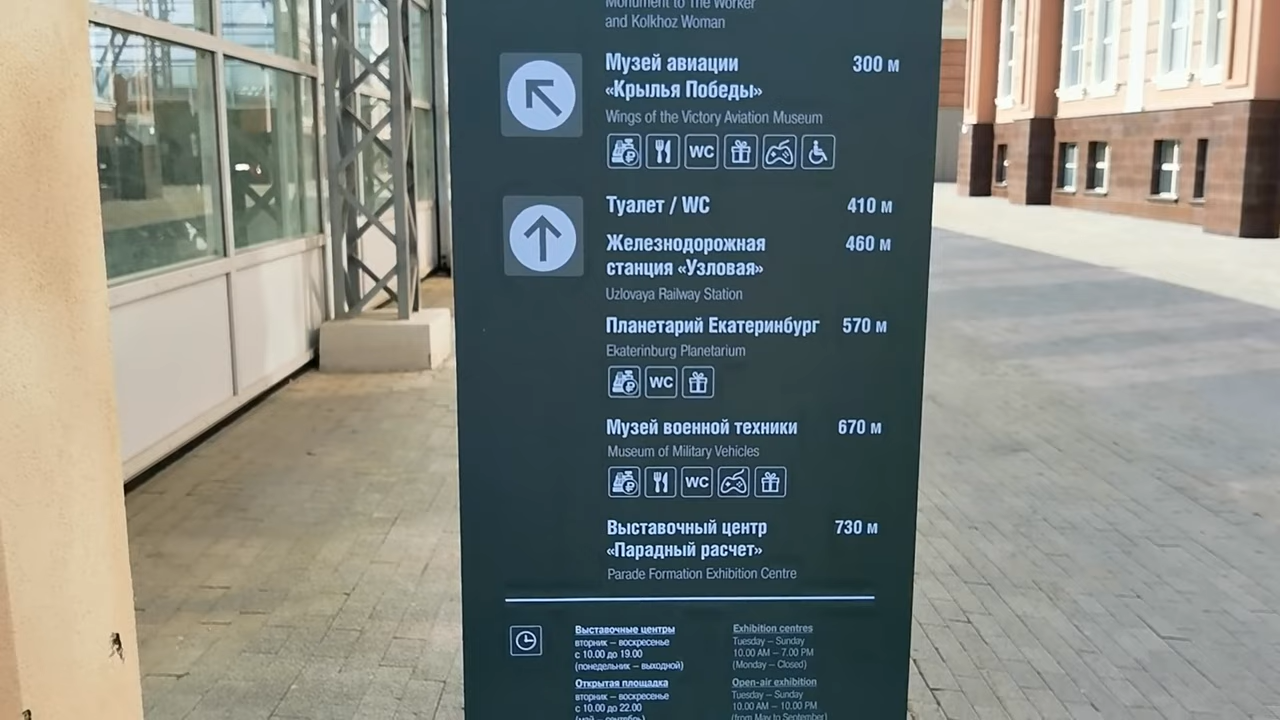 Monument to The Worker
and Kolkhoz Woman
Музей авиации 300 м
«Крылья Победы»
Wings of the Victory Aviation Museum
WC
Туалет / WC 410 м
Железнодорожная 460 м
станция «Узловая»
Uzlovaya Railway Station
Планетарий Екатеринбург 570 м
Ekaterinburg Planetarium
WC
Музей военной техники 670 м
Museum of Military Vehicles
WC
Выставочный центр 730 м
«Парадный расчет»
Parade Formation Exhibition Centre
Выставочные центры
вторник – воскресенье
с 10.00 до 19.00
(понедельник – выходной)
Открытая площадка
вторник – воскресенье
с 10.00 до 22.00
(май – сентябрь)
Exhibition centres
Tuesday – Sunday
10.00 AM – 7.00 PM
(Monday – Closed)
Open-air exhibition
Tuesday – Sunday
10.00 AM – 10.00 PM
(from May to September)